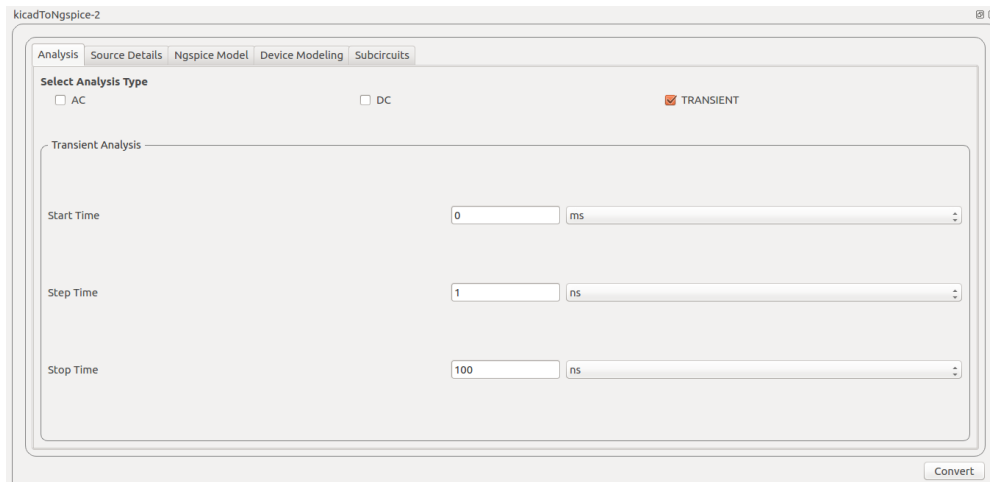 kicadToNgspice-2
Analysis Source Details Ngspice Model Device Modeling Subcircuits
Select Analysis Type
AC DC TRANSIENT
Transient Analysis
Start Time 0 ms
Step Time 1 ns
Stop Time 100 ns
Convert